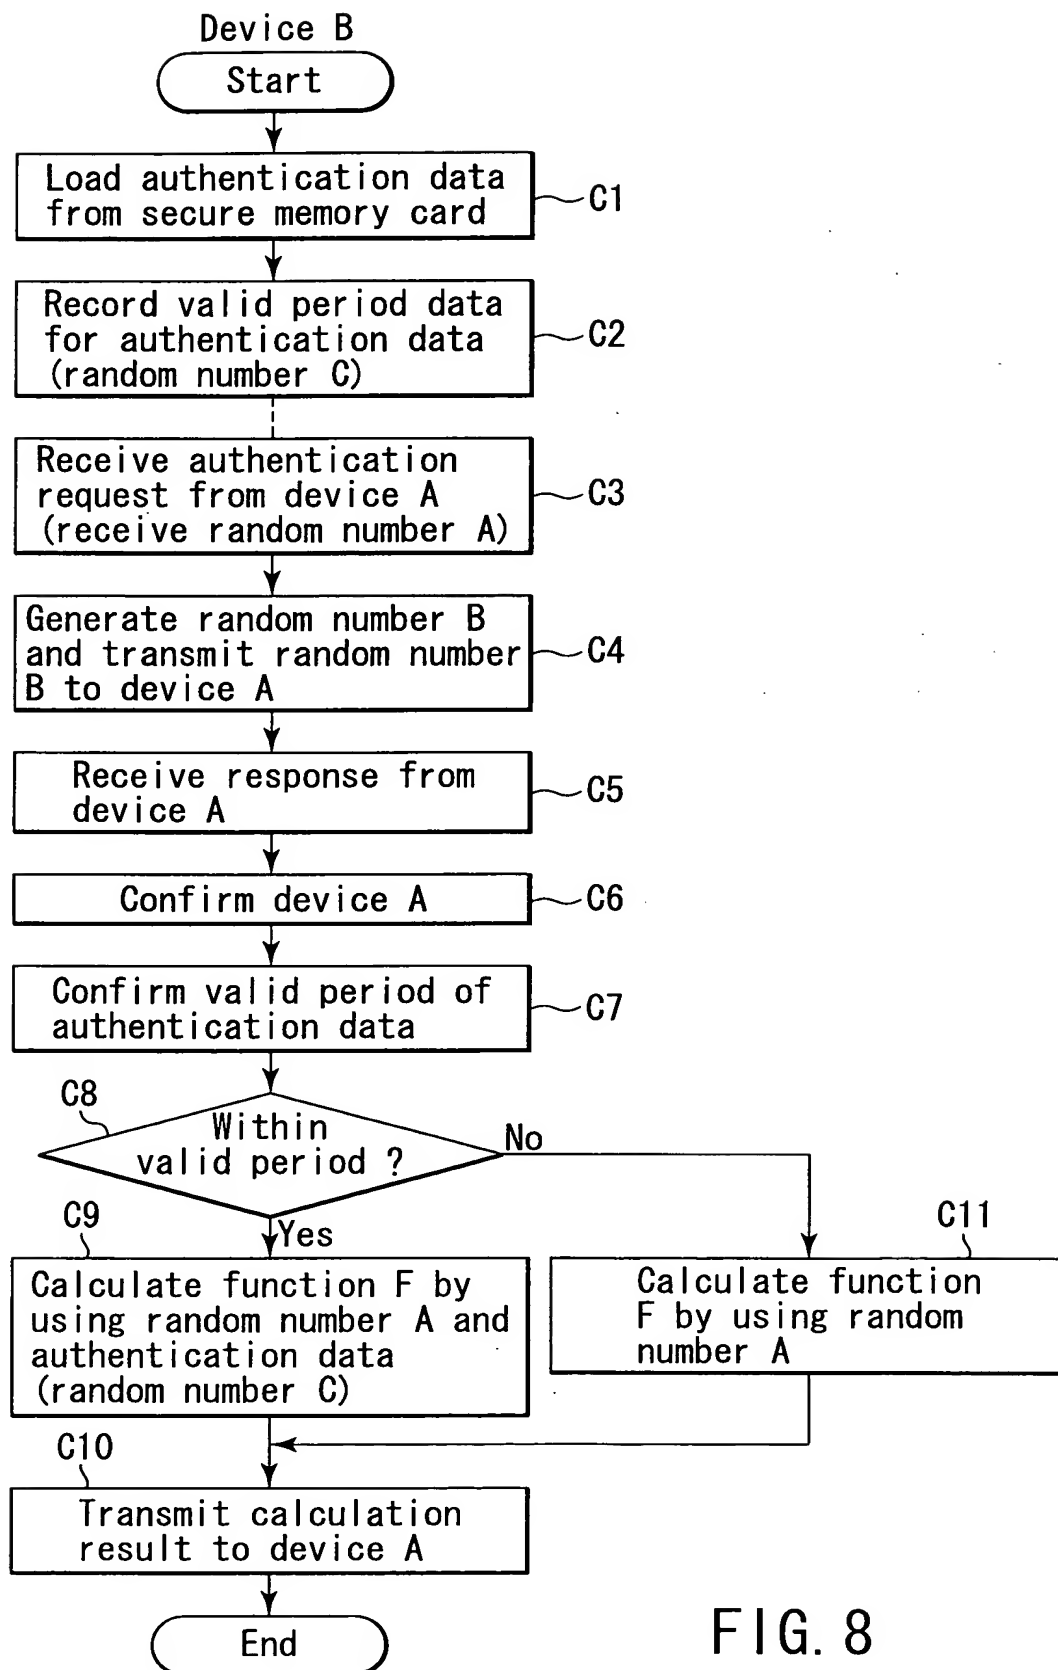 Device B
Start
Load authentication data
from secure memory card
C1
Record valid period data
for authentication data
(random number C)
C2
Receive authentication
request from device A
(receive random number A)
C3
Generate random number B
and transmit random number
B to device A
C4
Receive response from
device A
C5
Confirm device A
C6
Confirm valid period of
authentication data
C7
C8
Within
valid period ?
No
Yes
C9
Calculate function F by
using random number A and
authentication data
(random number C)
C11
Calculate function
F by using random
number A
C10
Transmit calculation
result to device A
End
FIG. 8